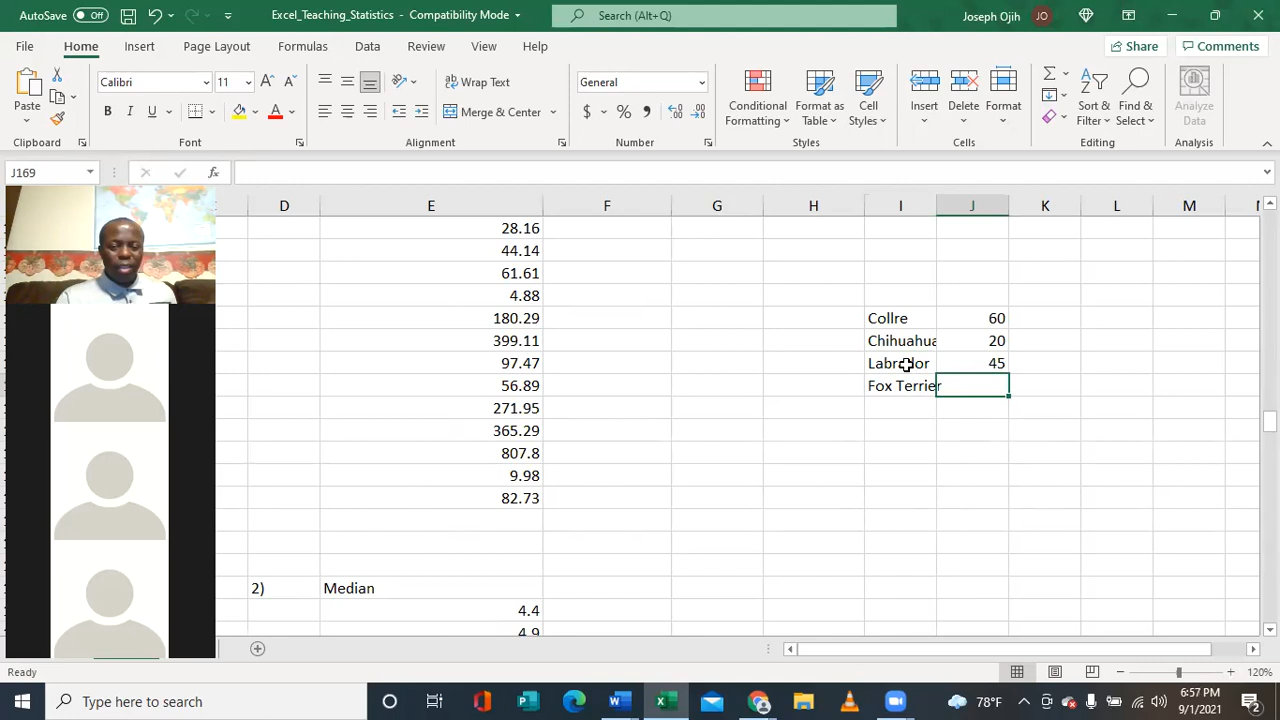 AutoSave Off Excel_Teaching_Statistics - Compatibility Mode Search (Alt+Q) Joseph Ojih JO
File Home Insert Page Layout Formulas Data Review View Help Share Comments
Paste
Clipboard
Calibri 11
B I U A
Font
Wrap Text
Merge & Center
Alignment
General
$ % ,
Number
Conditional Formatting
Format as Table
Cell Styles
Styles
Insert Delete Format
Cells
Sort & Filter
Find & Select
Editing
Analyze Data
Analysis
J169 fx
D E F G H I J K L M
28.16
44.14
61.61
4.88
180.29 Collre 60
399.11 Chihuahua 20
97.47 Labrador 45
56.89 Fox Terrier
271.95
365.29
807.8
9.98
82.73
2) Median
4.4
4.9
Ready 120%
Type here to search 78°F 6:57 PM
9/1/2021 2